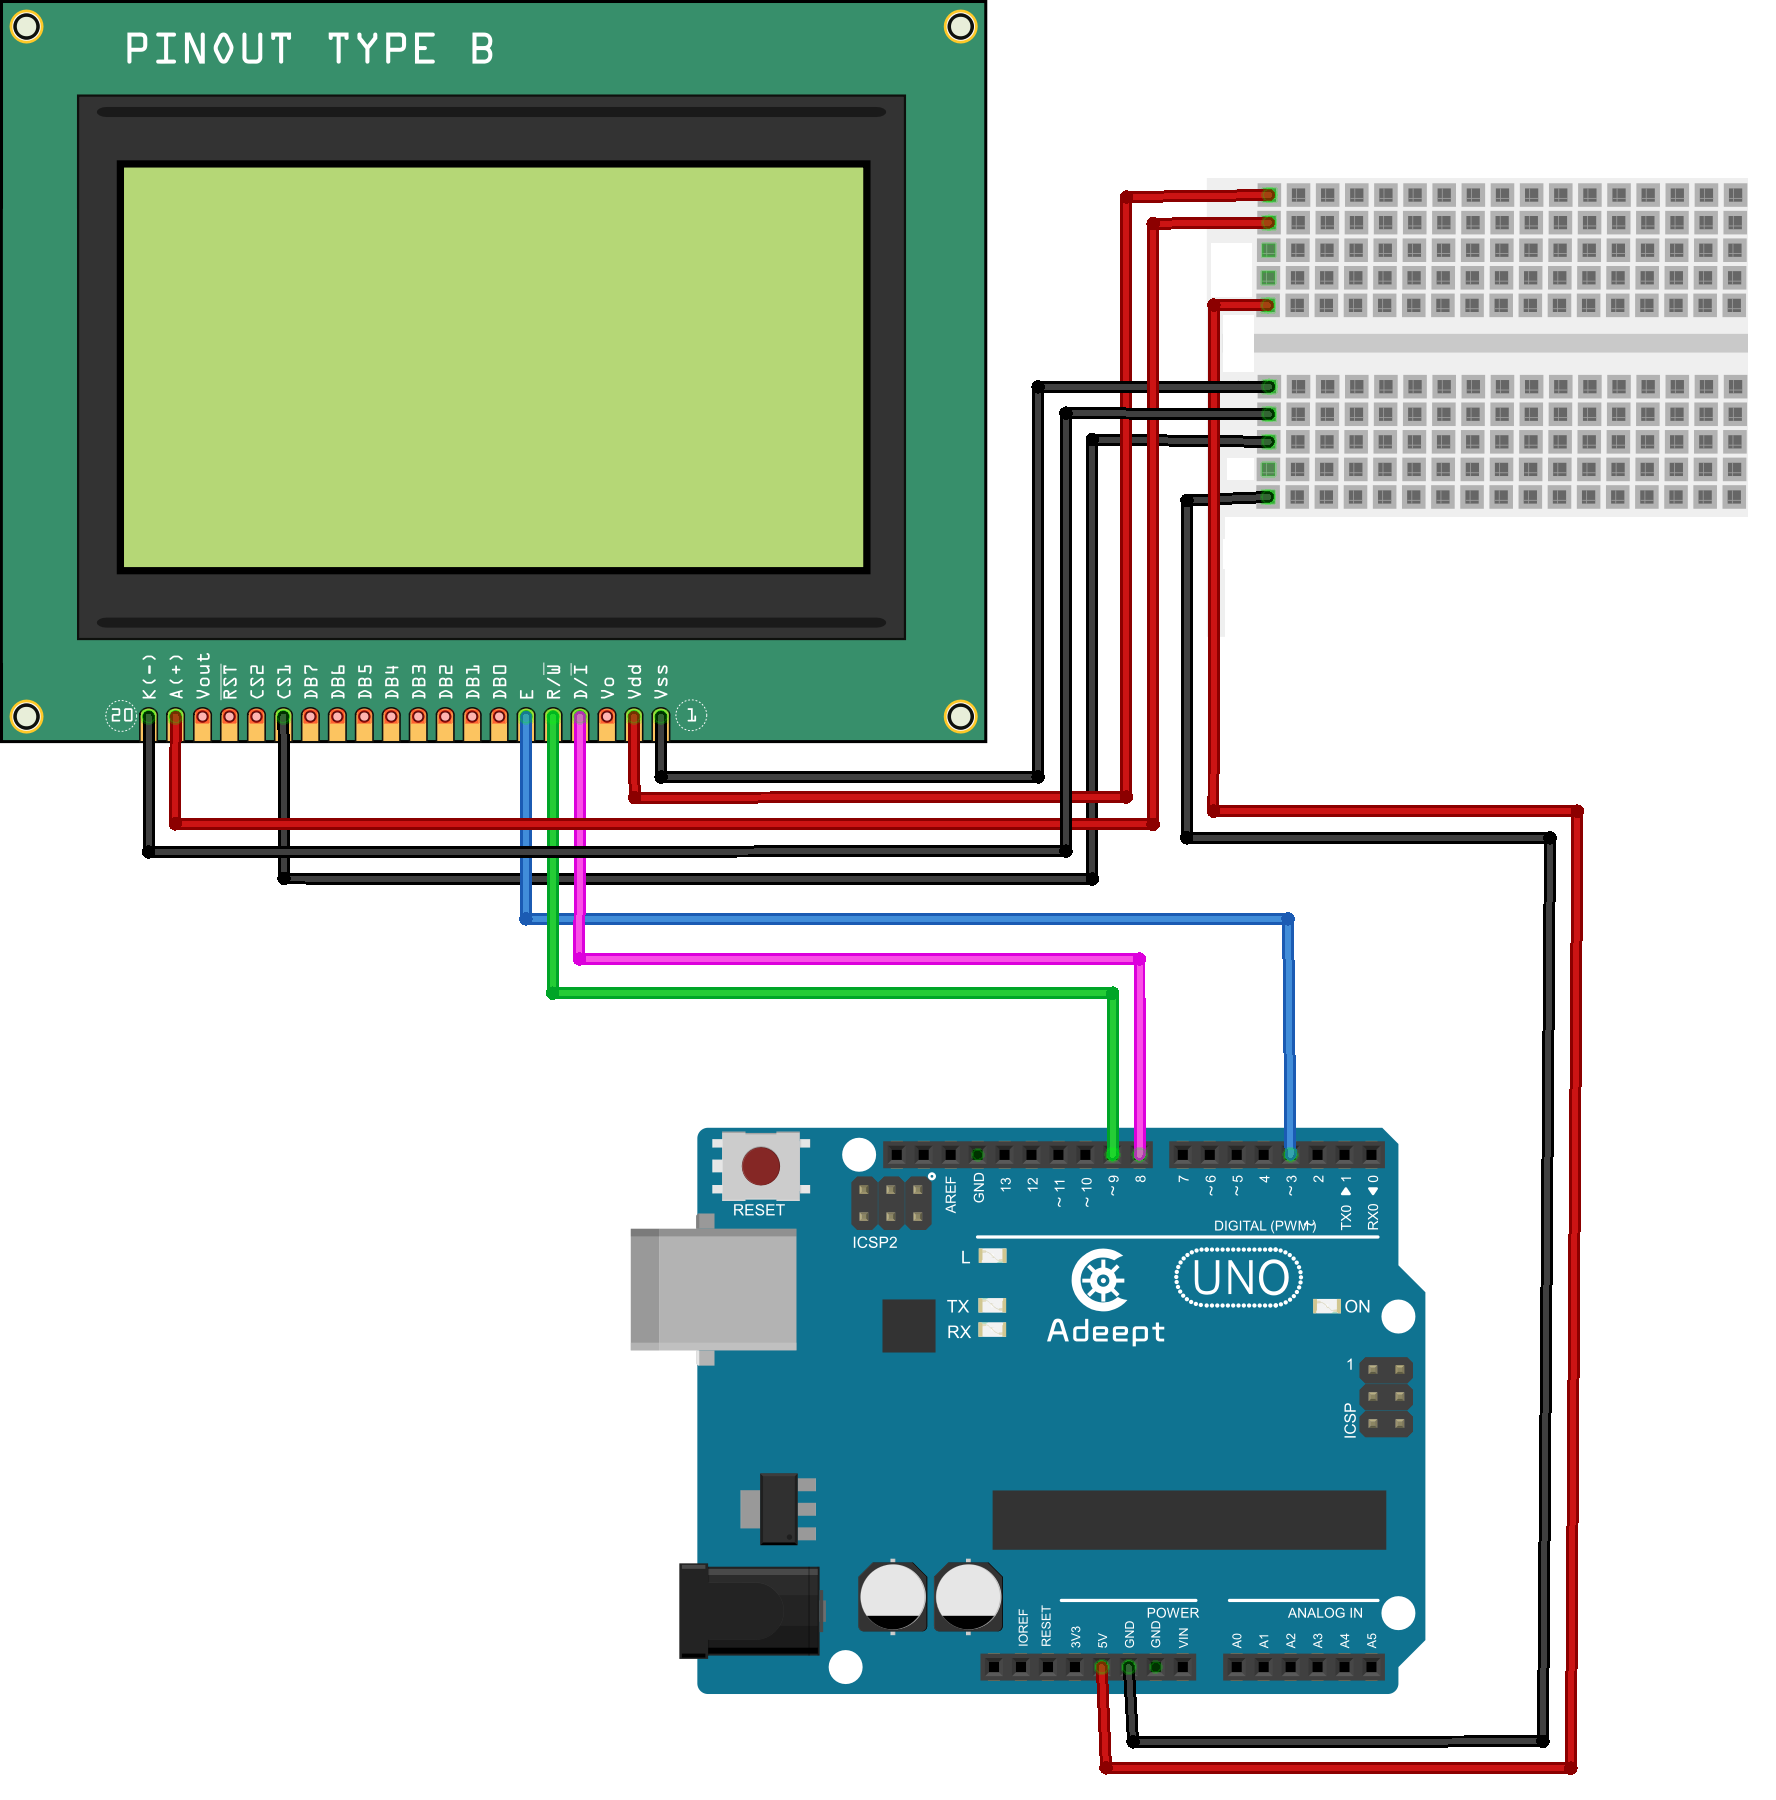 PINOUT TYPE B
20
K(-)
A(+)
Vout
RST
CS2
CS1
DB7
DB6
DB5
DB4
DB3
DB2
DB1
DB0
E
R/W
D/I
Vo
Vdd
Vss
1
RESET
ICSP2
AREF
GND
13
12
~11
~10
~9
8
7
~6
~5
4
~3
2
TX0 ▶ 1
RX0 ◀ 0
DIGITAL (PWM~)
L
TX
RX
UNO
ON
Adeept
1
ICSP
POWER
ANALOG IN
IOREF
RESET
3V3
5V
GND
GND
VIN
A0
A1
A2
A3
A4
A5